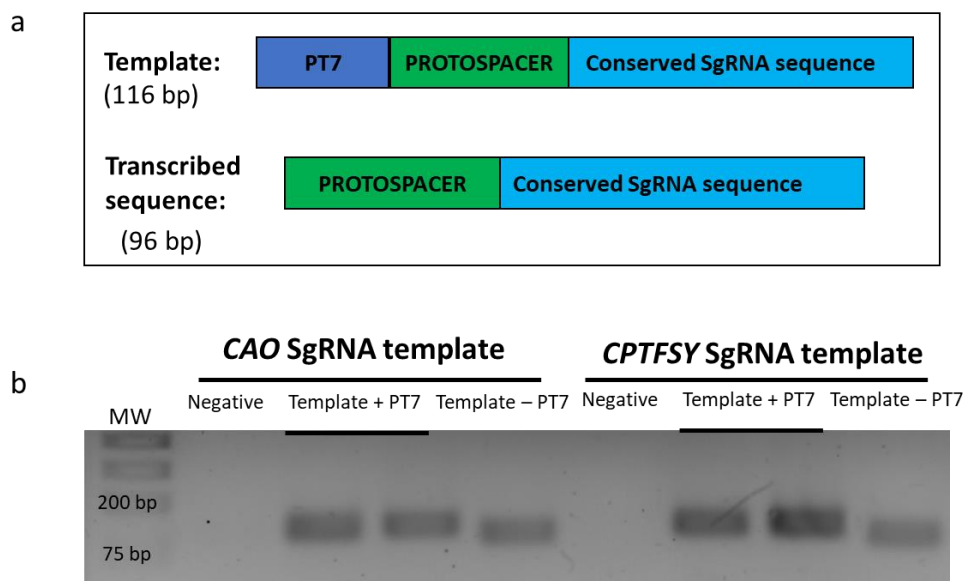 a
Template:
(116 bp)
PT7 PROTOSPACER Conserved SgRNA sequence
Transcribed
sequence:
(96 bp)
PROTOSPACER Conserved SgRNA sequence
CAO SgRNA template CPTFSY SgRNA template
b
Negative Template + PT7 Template – PT7 Negative Template + PT7 Template – PT7
MW
200 bp
75 bp